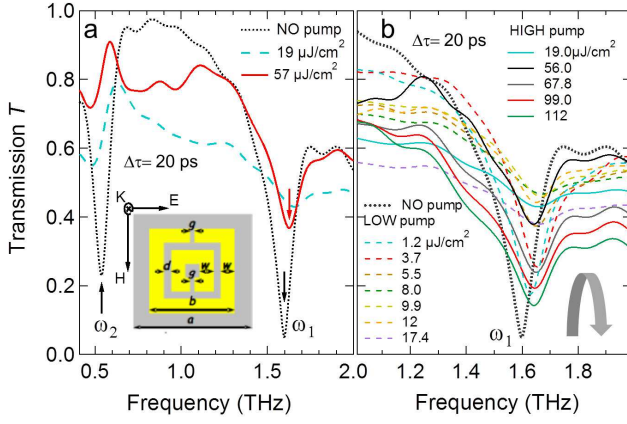 a
NO pump
19 μJ/cm²
57 μJ/cm²
Δτ= 20 ps
K
E
H
g
d
g
w
w
b
a
ω₂
ω₁
Transmission T
1.0
0.8
0.6
0.4
0.2
0.0
0.5
1.0
1.5
2.0
Frequency (THz)
b
Δτ= 20 ps
HIGH pump
19.0μJ/cm²
56.0
67.8
99.0
112
NO pump
LOW pump
1.2 μJ/cm²
3.7
5.5
8.0
9.9
12
17.4
ω₁
1.2
1.4
1.6
1.8
Frequency (THz)